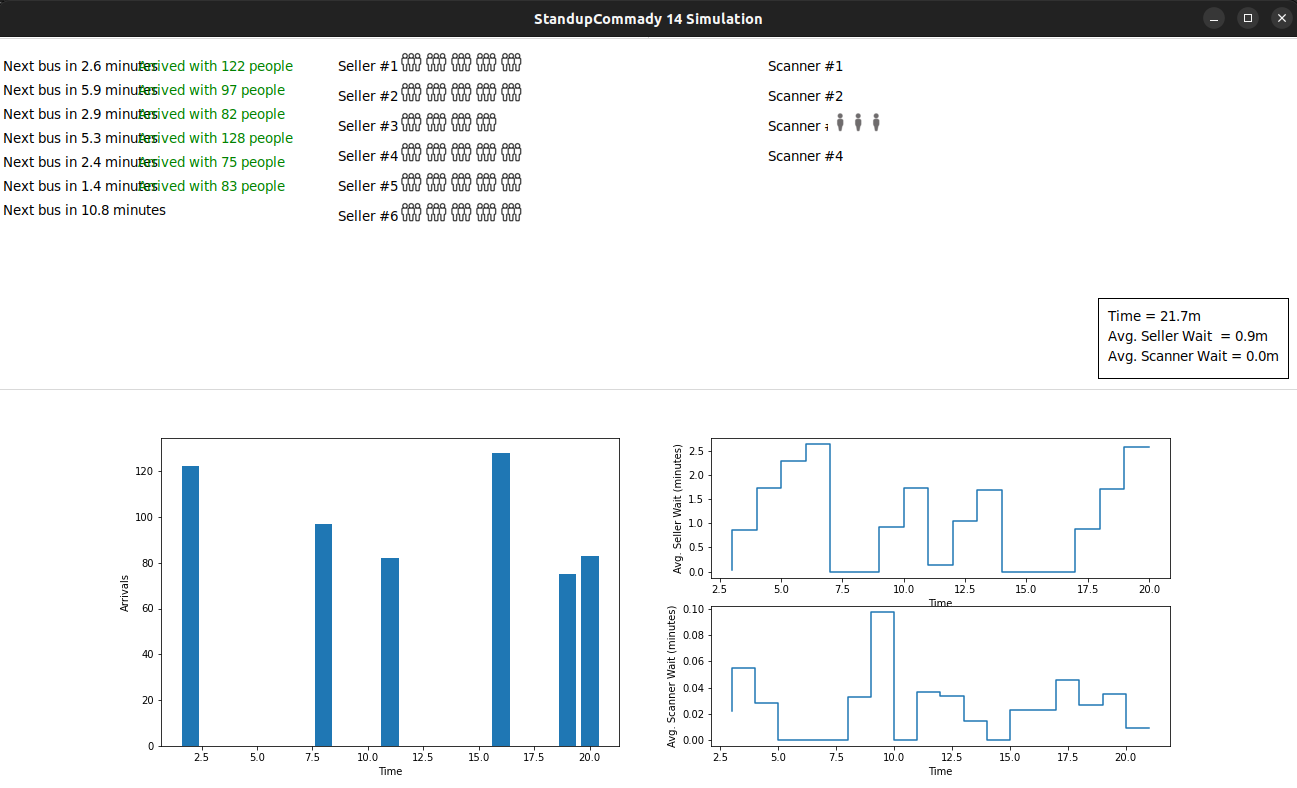 StandupCommady 14 Simulation
Next bus in 2.6 minutes Arrived with 122 people
Next bus in 5.9 minutes Arrived with 97 people
Next bus in 2.9 minutes Arrived with 82 people
Next bus in 5.3 minutes Arrived with 128 people
Next bus in 2.4 minutes Arrived with 75 people
Next bus in 1.4 minutes Arrived with 83 people
Next bus in 10.8 minutes
Seller #1
Seller #2
Seller #3
Seller #4
Seller #5
Seller #6
Scanner #1
Scanner #2
Scanner
Scanner #4
Time = 21.7m
Avg. Seller Wait = 0.9m
Avg. Scanner Wait = 0.0m
Arrivals
120
100
80
60
40
20
0
2.5 5.0 7.5 10.0 12.5 15.0 17.5 20.0
Time
Avg. Seller Wait (minutes)
2.5
2.0
1.5
1.0
0.5
0.0
2.5 5.0 7.5 10.0 12.5 15.0 17.5 20.0
Time
Avg. Scanner Wait (minutes)
0.10
0.08
0.06
0.04
0.02
0.00
2.5 5.0 7.5 10.0 12.5 15.0 17.5 20.0
Time